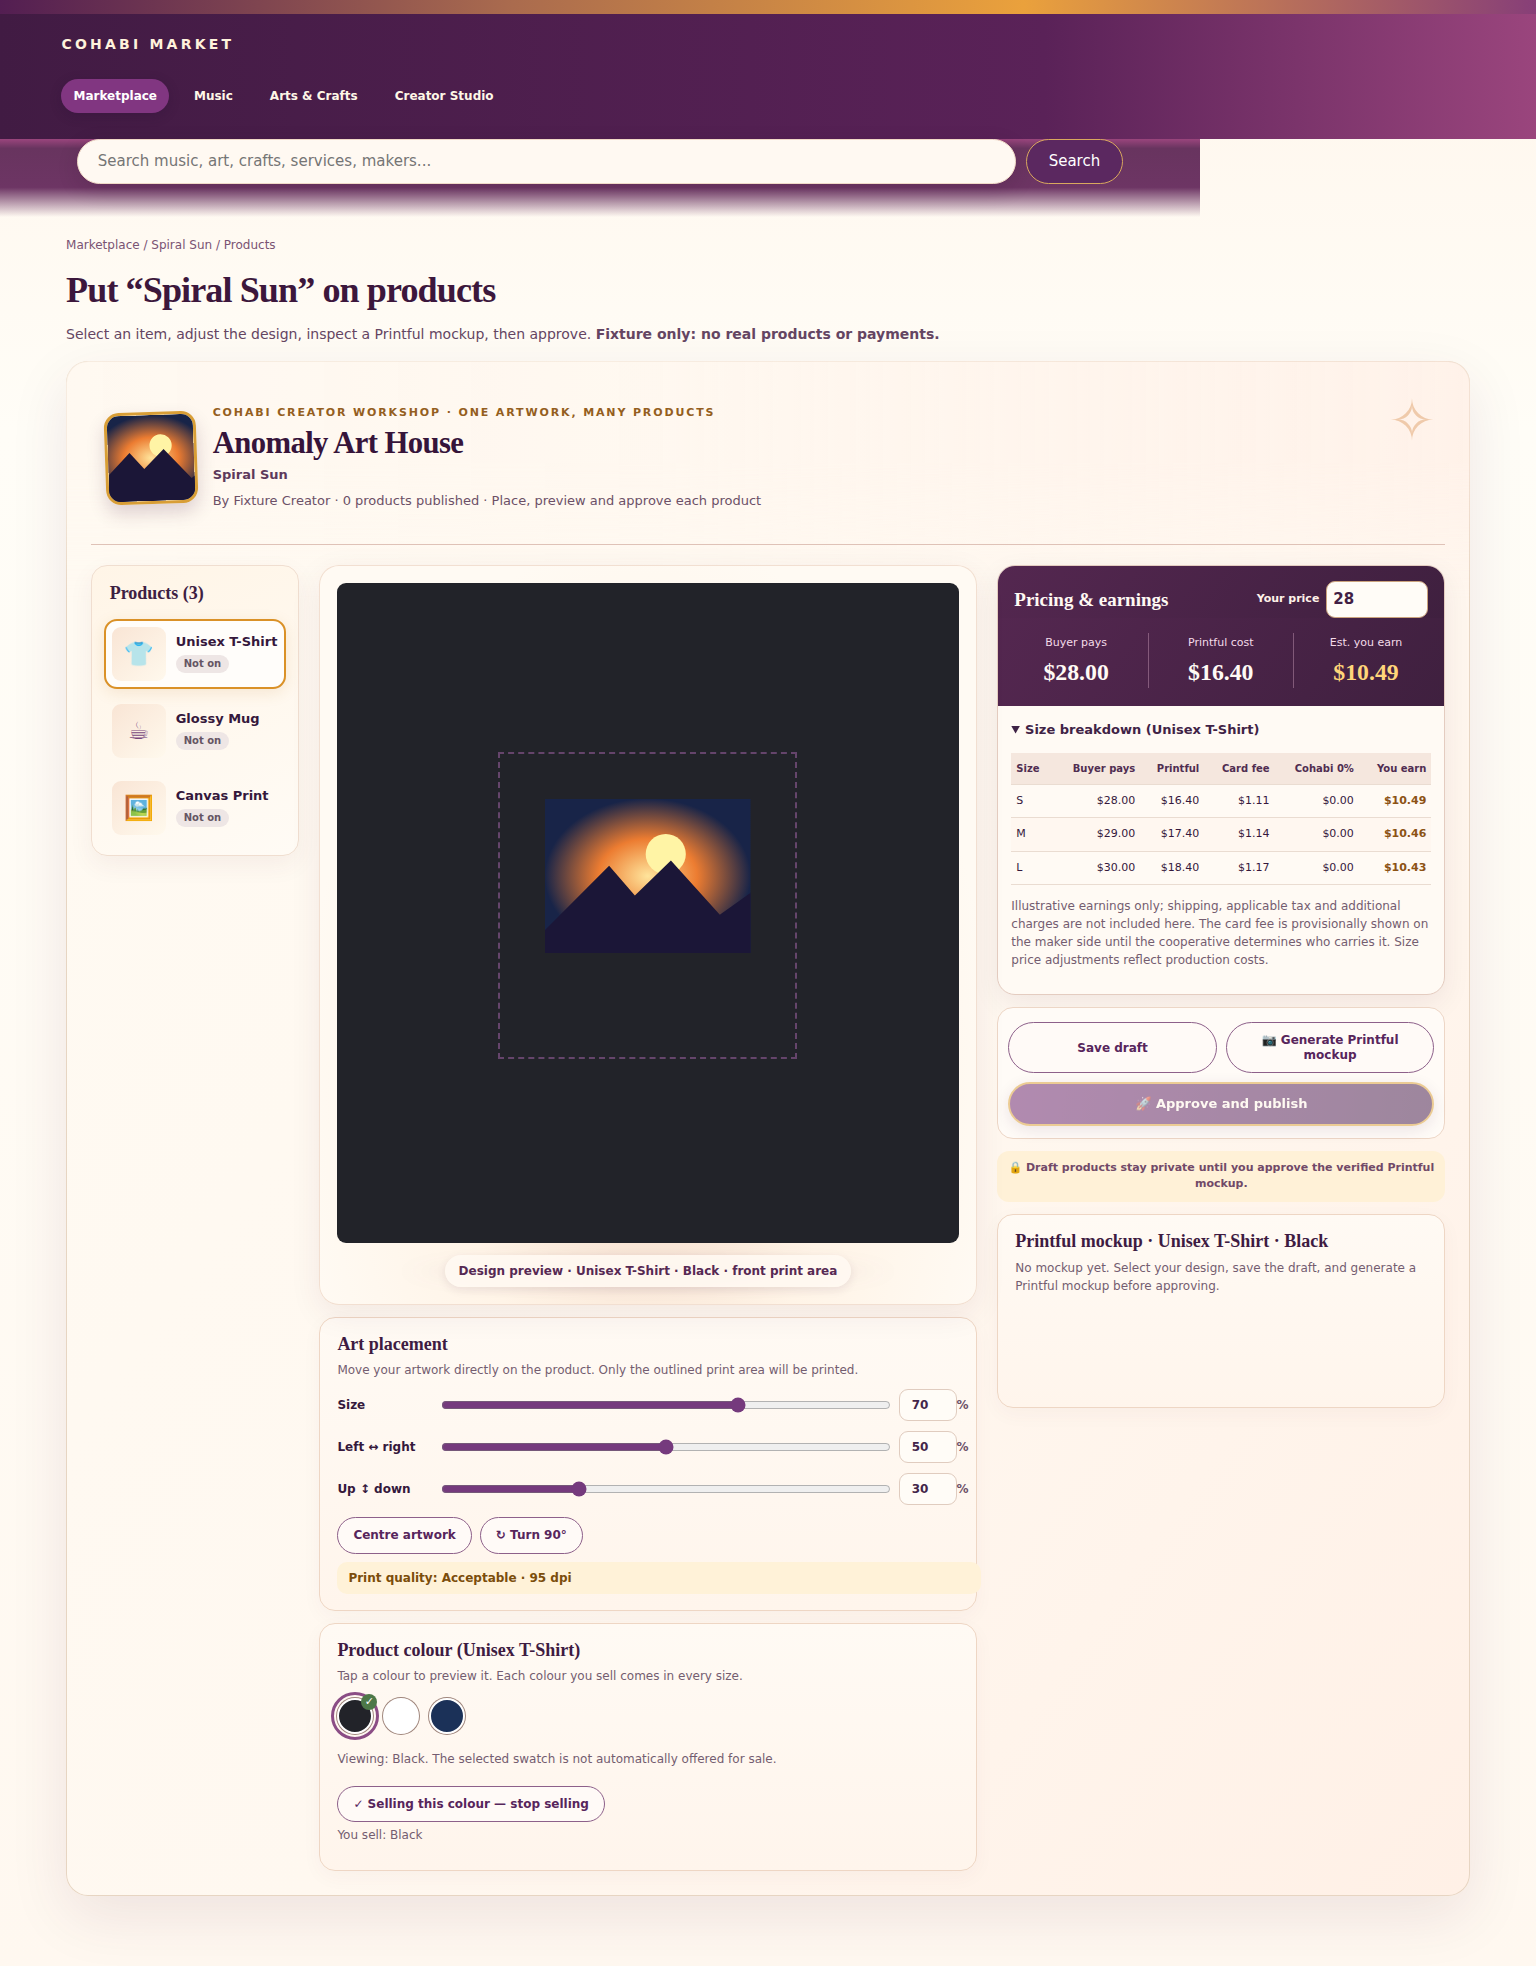 COHABI MARKET
Marketplace Music Arts & Crafts Creator Studio
Search music, art, crafts, services, makers... Search
Marketplace / Spiral Sun / Products
Put “Spiral Sun” on products
Select an item, adjust the design, inspect a Printful mockup, then approve. Fixture only: no real products or payments.
COHABI CREATOR WORKSHOP · ONE ARTWORK, MANY PRODUCTS
Anomaly Art House
Spiral Sun
By Fixture Creator · 0 products published · Place, preview and approve each product
Products (3)
Unisex T-Shirt
Not on
Glossy Mug
Not on
Canvas Print
Not on
Design preview · Unisex T-Shirt · Black · front print area
Art placement
Move your artwork directly on the product. Only the outlined print area will be printed.
Size 70 %
Left ↔ right 50 %
Up ↕ down 30 %
Centre artwork ↻ Turn 90°
Print quality: Acceptable · 95 dpi
Product colour (Unisex T-Shirt)
Tap a colour to preview it. Each colour you sell comes in every size.
✓
Viewing: Black. The selected swatch is not automatically offered for sale.
✓ Selling this colour — stop selling
You sell: Black
Pricing & earnings Your price 28
Buyer pays Printful cost Est. you earn
$28.00 $16.40 $10.49
▼ Size breakdown (Unisex T-Shirt)
Size Buyer pays Printful Card fee Cohabi 0% You earn
S $28.00 $16.40 $1.11 $0.00 $10.49
M $29.00 $17.40 $1.14 $0.00 $10.46
L $30.00 $18.40 $1.17 $0.00 $10.43
Illustrative earnings only; shipping, applicable tax and additional
charges are not included here. The card fee is provisionally shown on
the maker side until the cooperative determines who carries it. Size
price adjustments reflect production costs.
Save draft
📷 Generate Printful
mockup
🚀 Approve and publish
🔒 Draft products stay private until you approve the verified Printful
mockup.
Printful mockup · Unisex T-Shirt · Black
No mockup yet. Select your design, save the draft, and generate a
Printful mockup before approving.